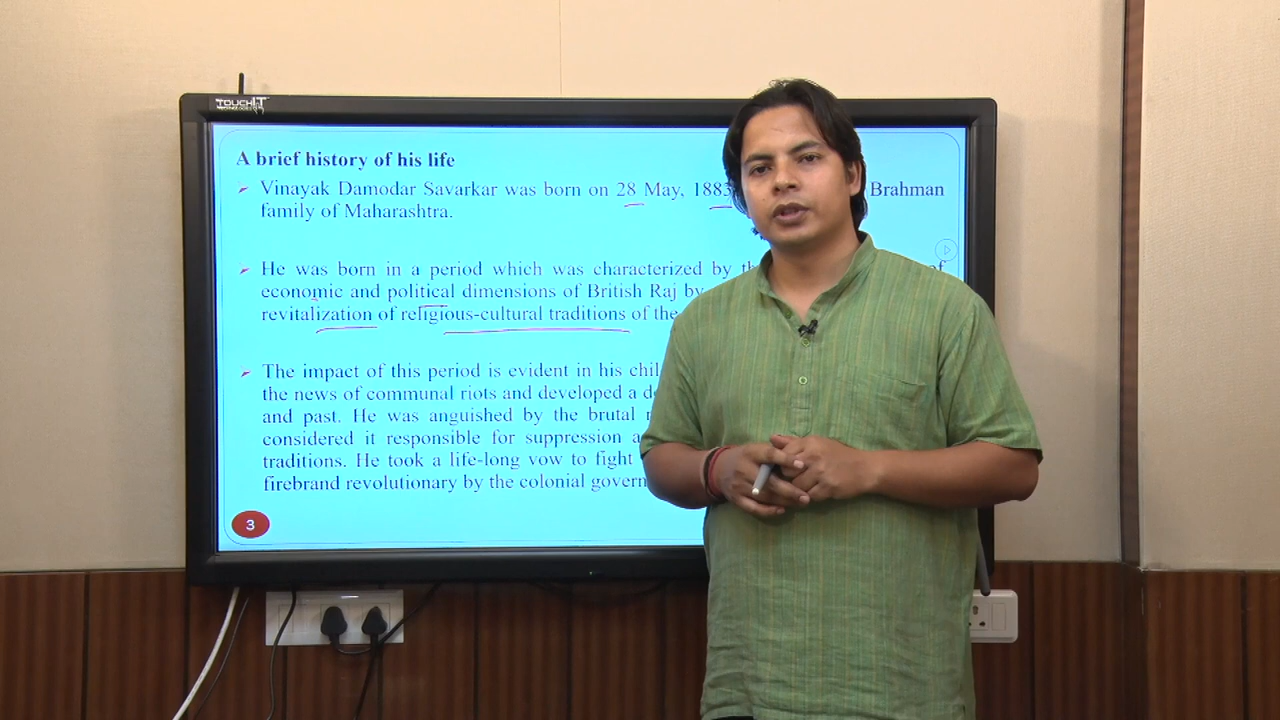 TOUCHIT
TECHNOLOGIES
A brief history of his life
Vinayak Damodar Savarkar was born on 28 May, 1883 Brahman
family of Maharashtra.
He was born in a period which was characterized by of
economic and political dimensions of British Raj by
revitalization of religious-cultural traditions of the
The impact of this period is evident in his
the news of communal riots and developed a
and past. He was anguished by the brutal
considered it responsible for suppression
traditions. He took a life-long vow to fight
firebrand revolutionary by the colonial
3